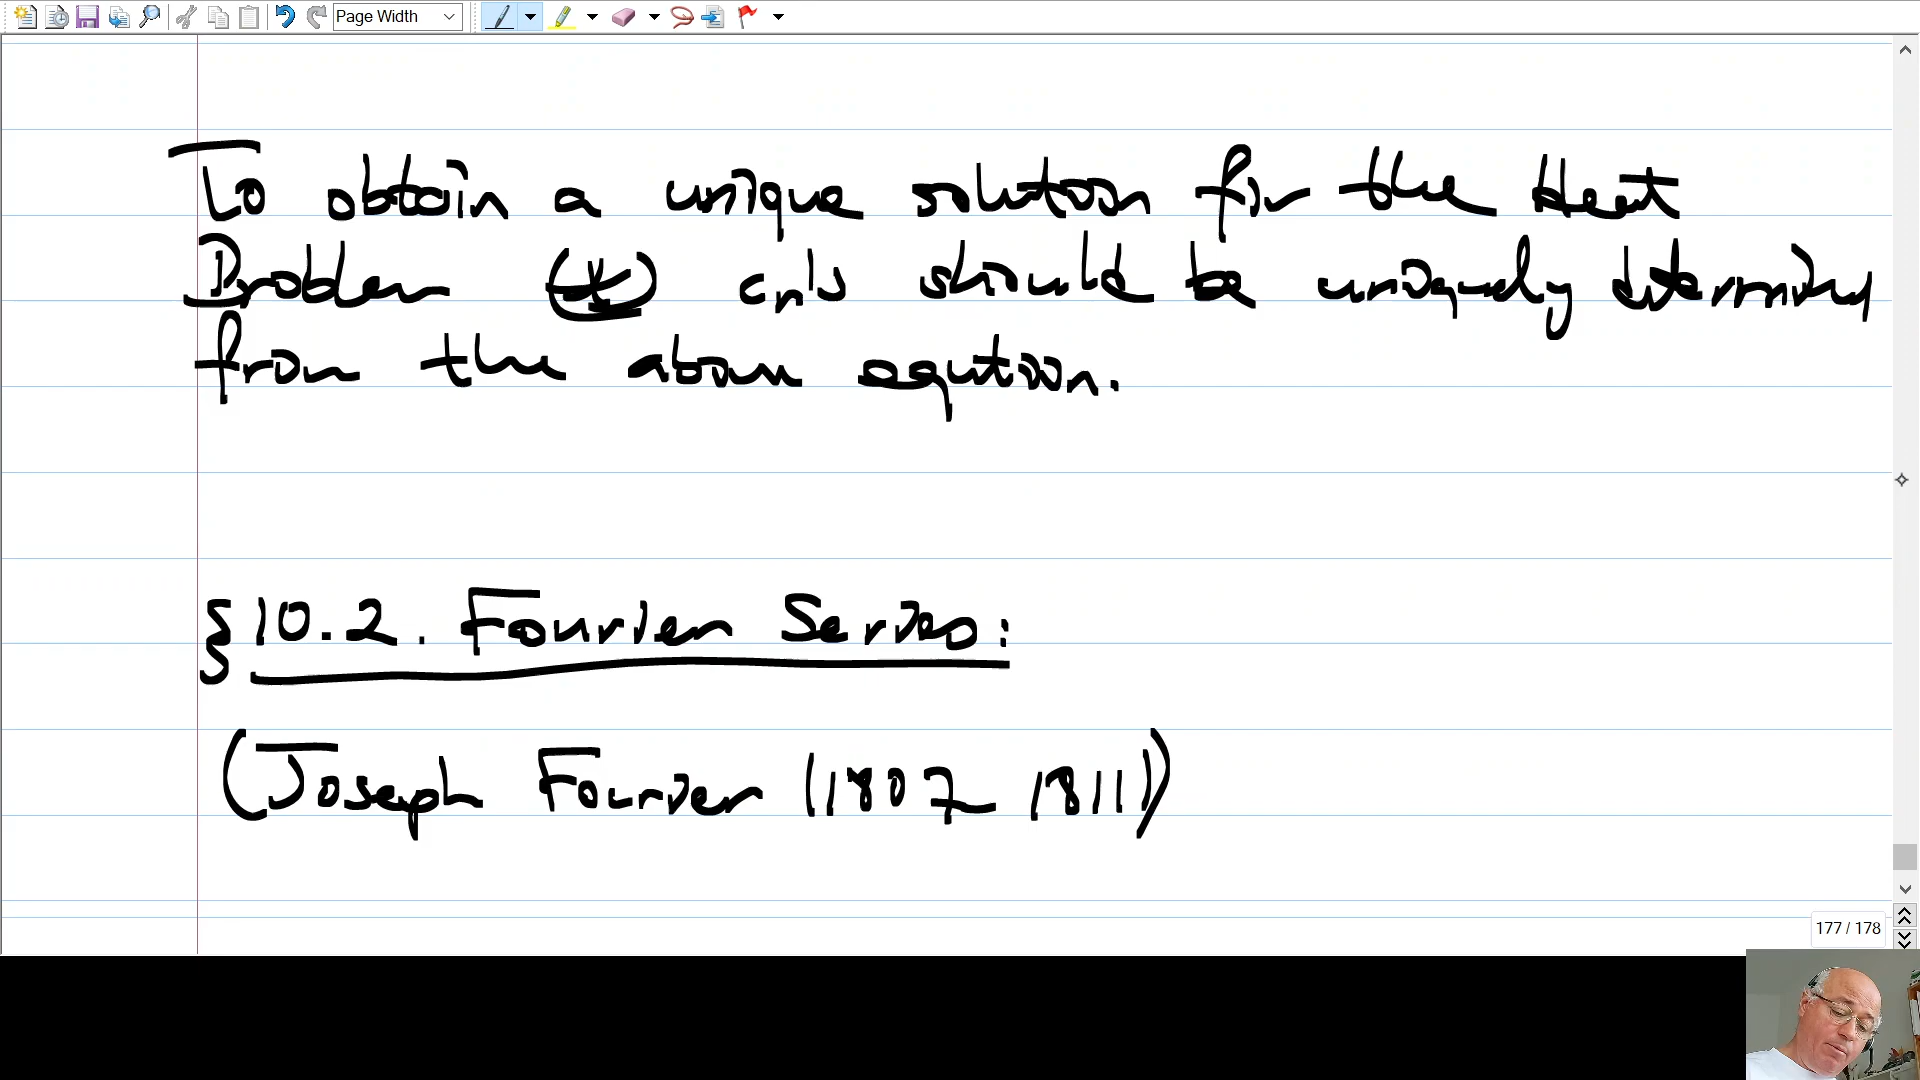 Page Width
To obtain a unique solution for the Heat
Problem (*) cn's should be uniquely determined
from the above equtioon.
§ 10.2. Fourier Series:
(Joseph Fourier (1807 1811))
177 / 178